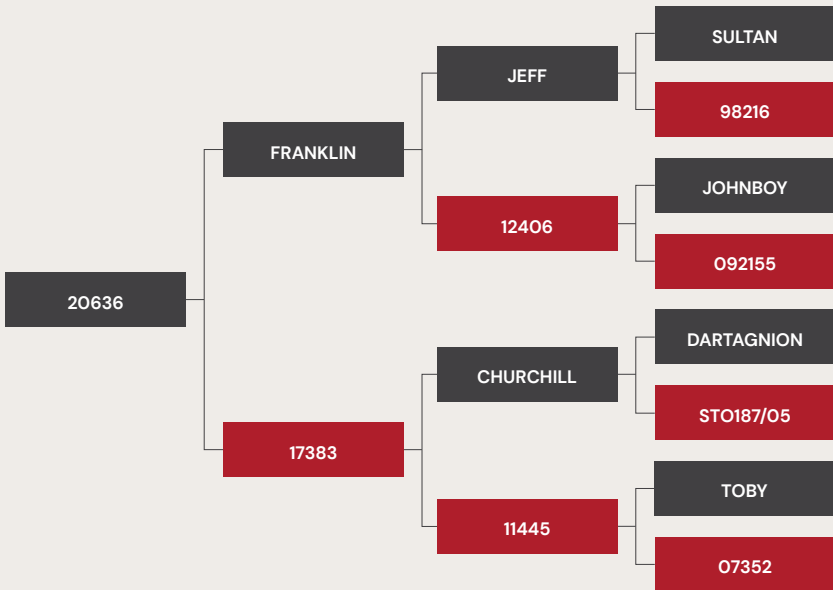 SULTAN
JEFF
98216
FRANKLIN
JOHNBOY
12406
092155
20636
DARTAGNION
CHURCHILL
STO187/05
17383
TOBY
11445
07352